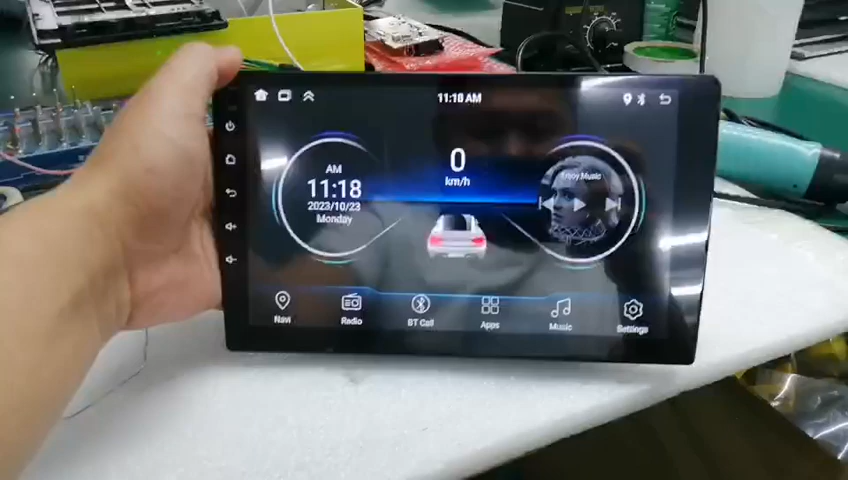 11:18 AM
AM
11:18
2023/10/23
Monday
0
km/h
Enjoy Music
Navi
Radio
BT Call
Apps
Music
Settings